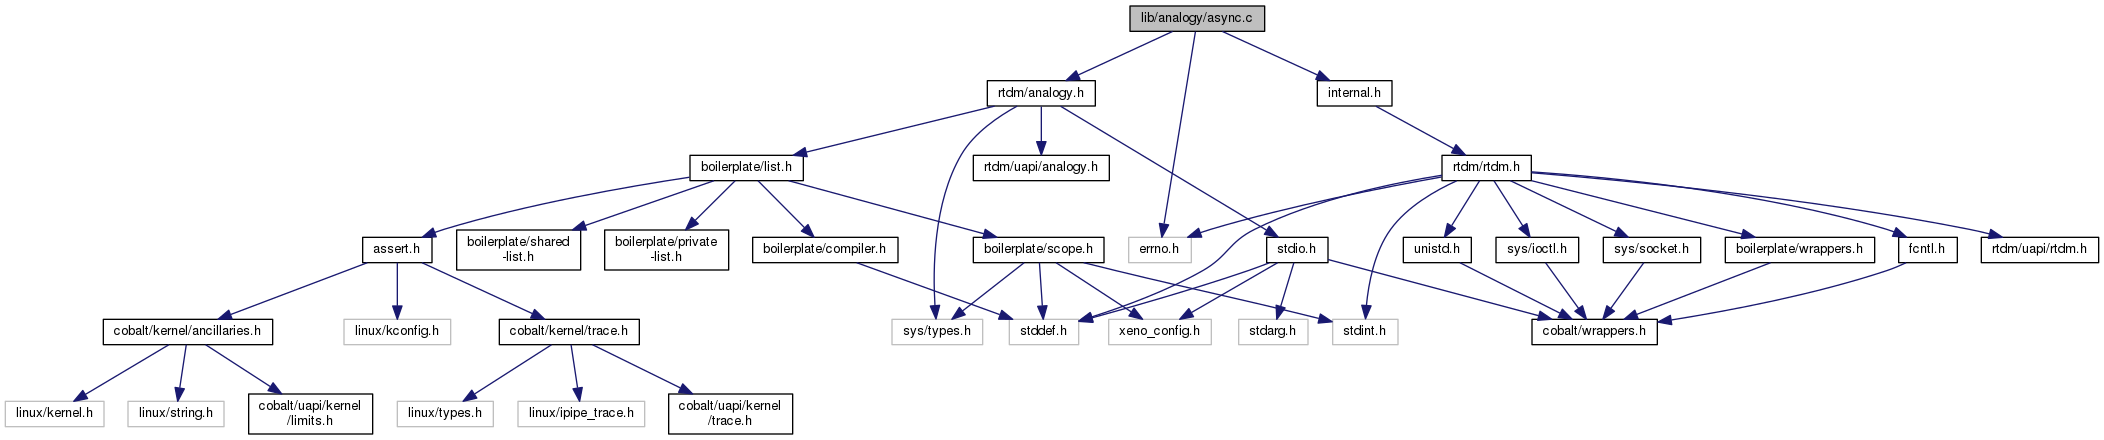 lib/analogy/async.c
rtdm/analogy.h
internal.h
boilerplate/list.h
rtdm/uapi/analogy.h
rtdm/rtdm.h
assert.h
boilerplate/shared
-list.h
boilerplate/private
-list.h
boilerplate/compiler.h
boilerplate/scope.h
errno.h
stdio.h
unistd.h
sys/ioctl.h
sys/socket.h
boilerplate/wrappers.h
fcntl.h
rtdm/uapi/rtdm.h
cobalt/kernel/ancillaries.h
linux/kconfig.h
cobalt/kernel/trace.h
sys/types.h
stddef.h
xeno_config.h
stdarg.h
stdint.h
cobalt/wrappers.h
linux/kernel.h
linux/string.h
cobalt/uapi/kernel
/limits.h
linux/types.h
linux/ipipe_trace.h
cobalt/uapi/kernel
/trace.h